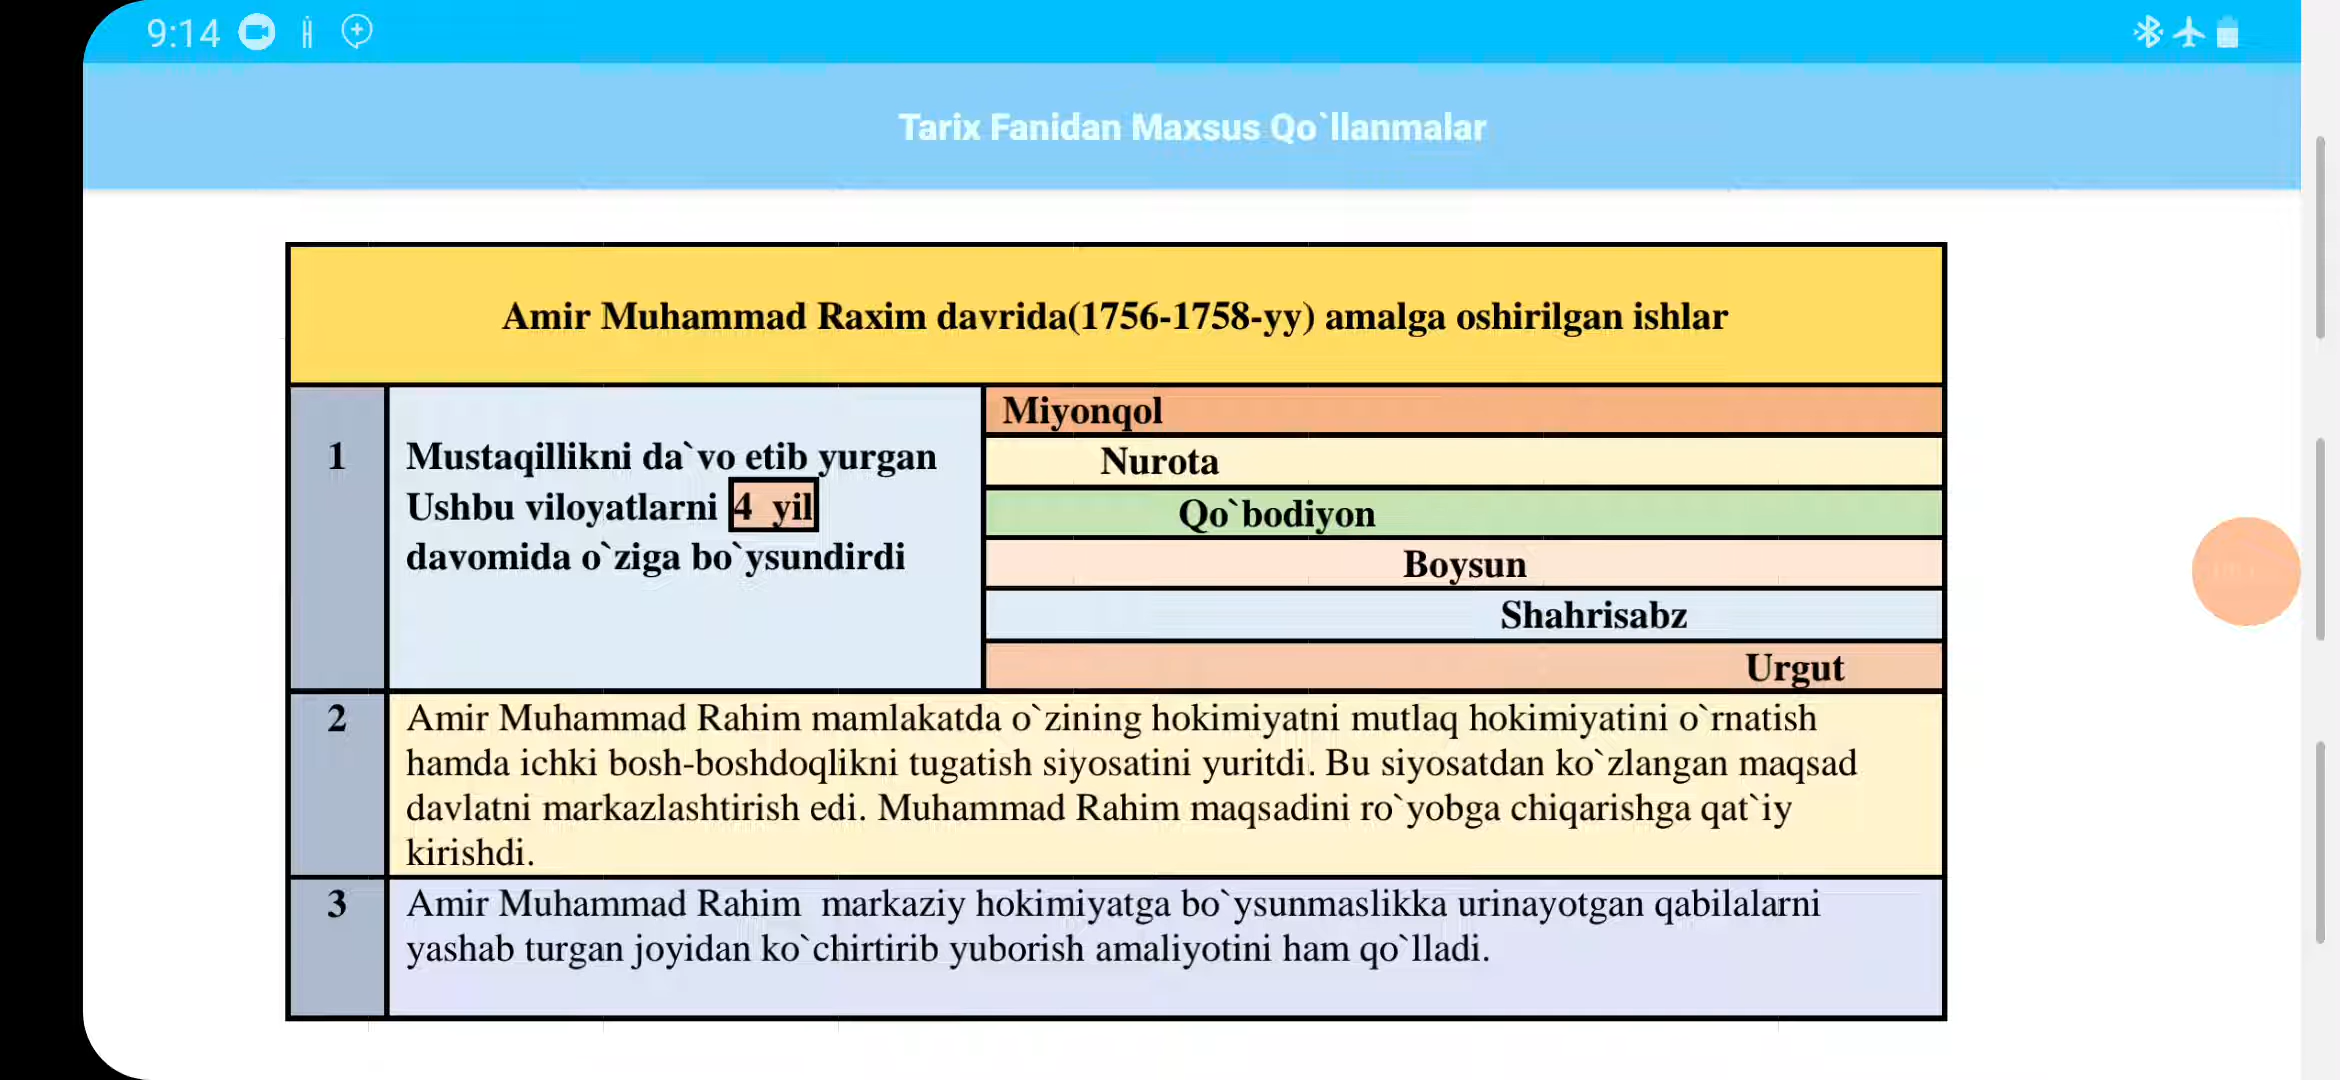 9:14
Tarix Fanidan Maxsus Qo`llanmalar
Amir Muhammad Raxim davrida(1756-1758-yy) amalga oshirilgan ishlar
1
Mustaqillikni da`vo etib yurgan
Ushbu viloyatlarni 4 yil
davomida o`ziga bo`ysundirdi
Miyonqol
Nurota
Qo`bodiyon
Boysun
Shahrisabz
Urgut
2
Amir Muhammad Rahim mamlakatda o`zining hokimiyatni mutlaq hokimiyatini o`rnatish
hamda ichki bosh-boshdoqlikni tugatish siyosatini yuritdi. Bu siyosatdan ko`zlangan maqsad
davlatni markazlashtirish edi. Muhammad Rahim maqsadini ro`yobga chiqarishga qat`iy
kirishdi.
3
Amir Muhammad Rahim markaziy hokimiyatga bo`ysunmaslikka urinayotgan qabilalarni
yashab turgan joyidan ko`chirtirib yuborish amaliyotini ham qo`lladi.